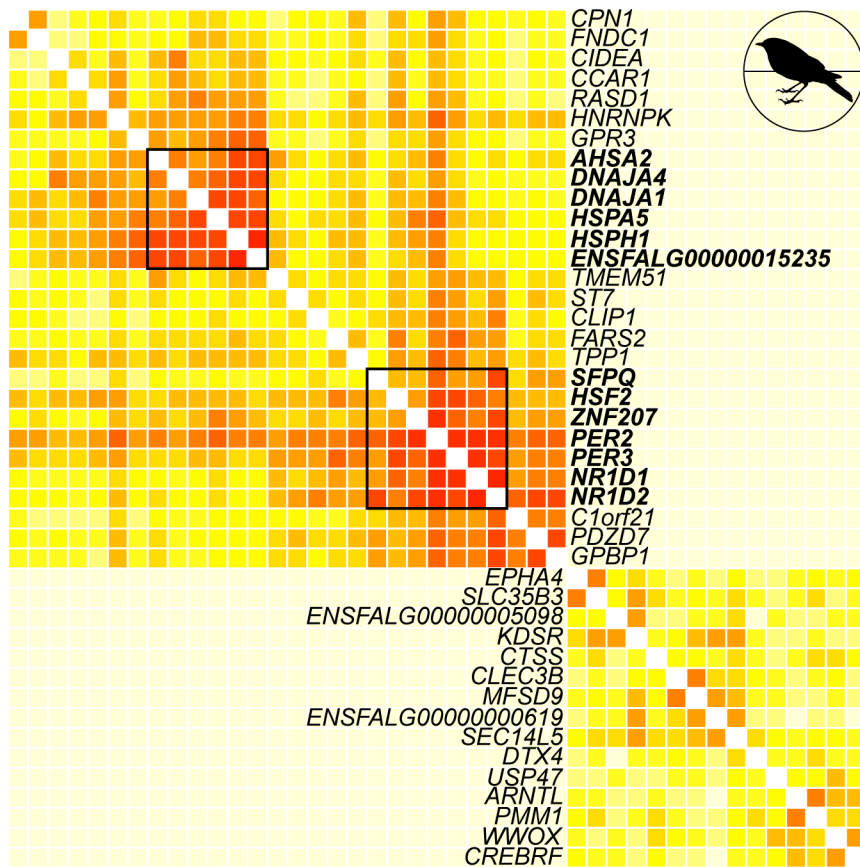 CPN1
FNDC1
CIDEA
CCAR1
RASD1
HNRNPK
GPR3
AHSA2
DNAJA4
DNAJA1
HSPA5
HSPH1
ENSFALG00000015235
TMEM51
ST7
CLIP1
FARS2
TPP1
SFPQ
HSF2
ZNF207
PER2
PER3
NR1D1
NR1D2
C1orf21
PDZD7
GPBP1
EPHA4
SLC35B3
ENSFALG00000005098
KDSR
CTSS
CLEC3B
MFSD9
ENSFALG00000000619
SEC14L5
DTX4
USP47
ARNTL
PMM1
WWOX
CREBRF